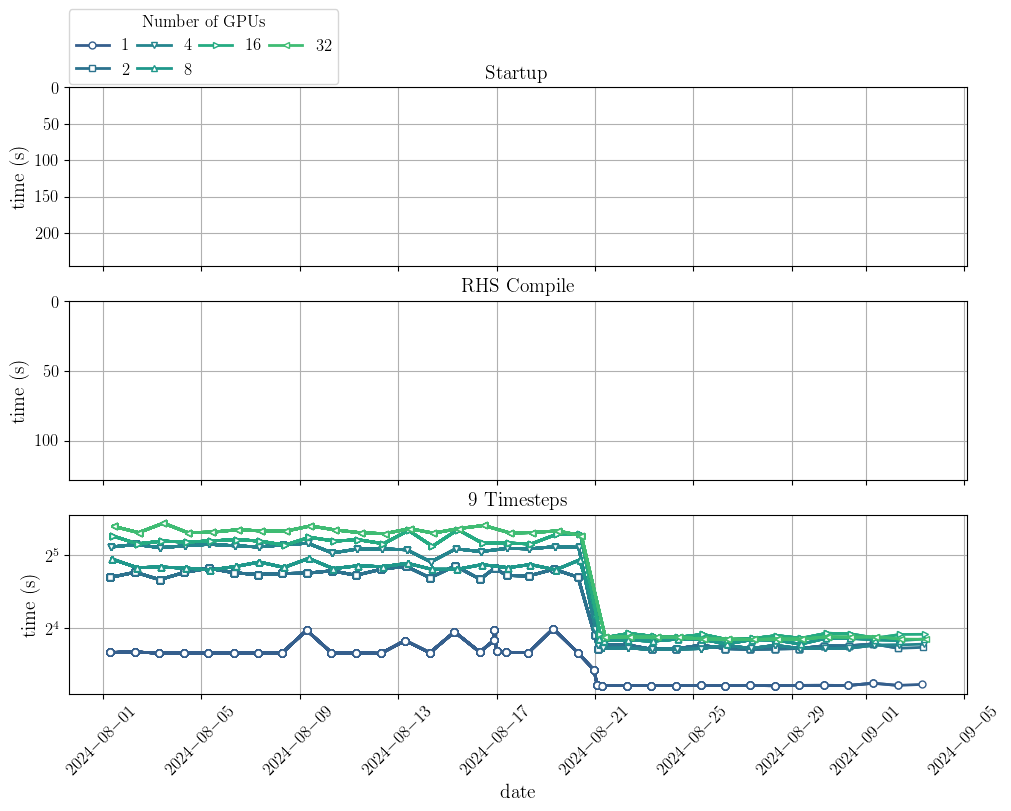 Number of GPUs
1 4 16 32
2 8
Startup
0
50
100
150
200
time (s)
RHS Compile
0
50
100
time (s)
9 Timesteps
2⁵
2⁴
time (s)
2024−08−01 2024−08−05 2024−08−09 2024−08−13 2024−08−17 2024−08−21 2024−08−25 2024−08−29 2024−09−01 2024−09−05
date